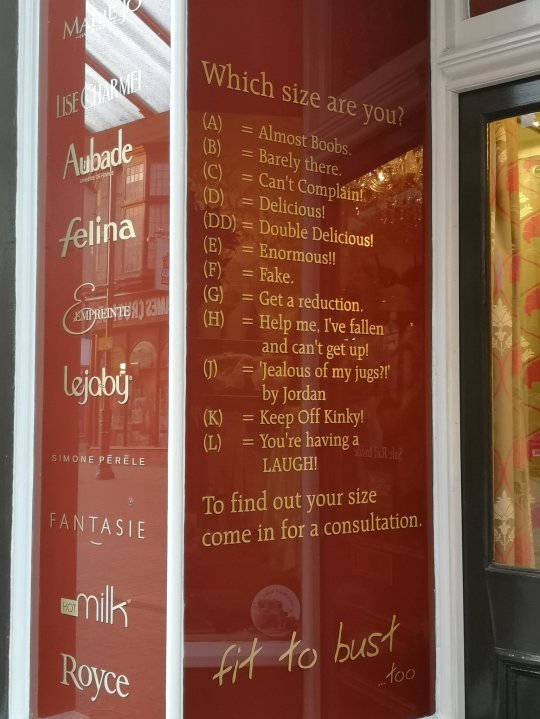 MARIE JO
LISE CHARMEL
Aubade
felina
EMPREINTE
lejaby
SIMONE PÉRÈLE
FANTASIE
HOT milk
Royce
Which size are you?
(A) = Almost Boobs.
(B) = Barely there.
(C) = Can't Complain!
(D) = Delicious!
(DD) = Double Delicious!
(E) = Enormous!!
(F) = Fake.
(G) = Get a reduction.
(H) = Help me, I've fallen
and can't get up!
(J) = 'Jealous of my jugs?!'
by Jordan
(K) = Keep Off Kinky!
(L) = You're having a
LAUGH!
To find out your size
come in for a consultation.
fit to bust
...too